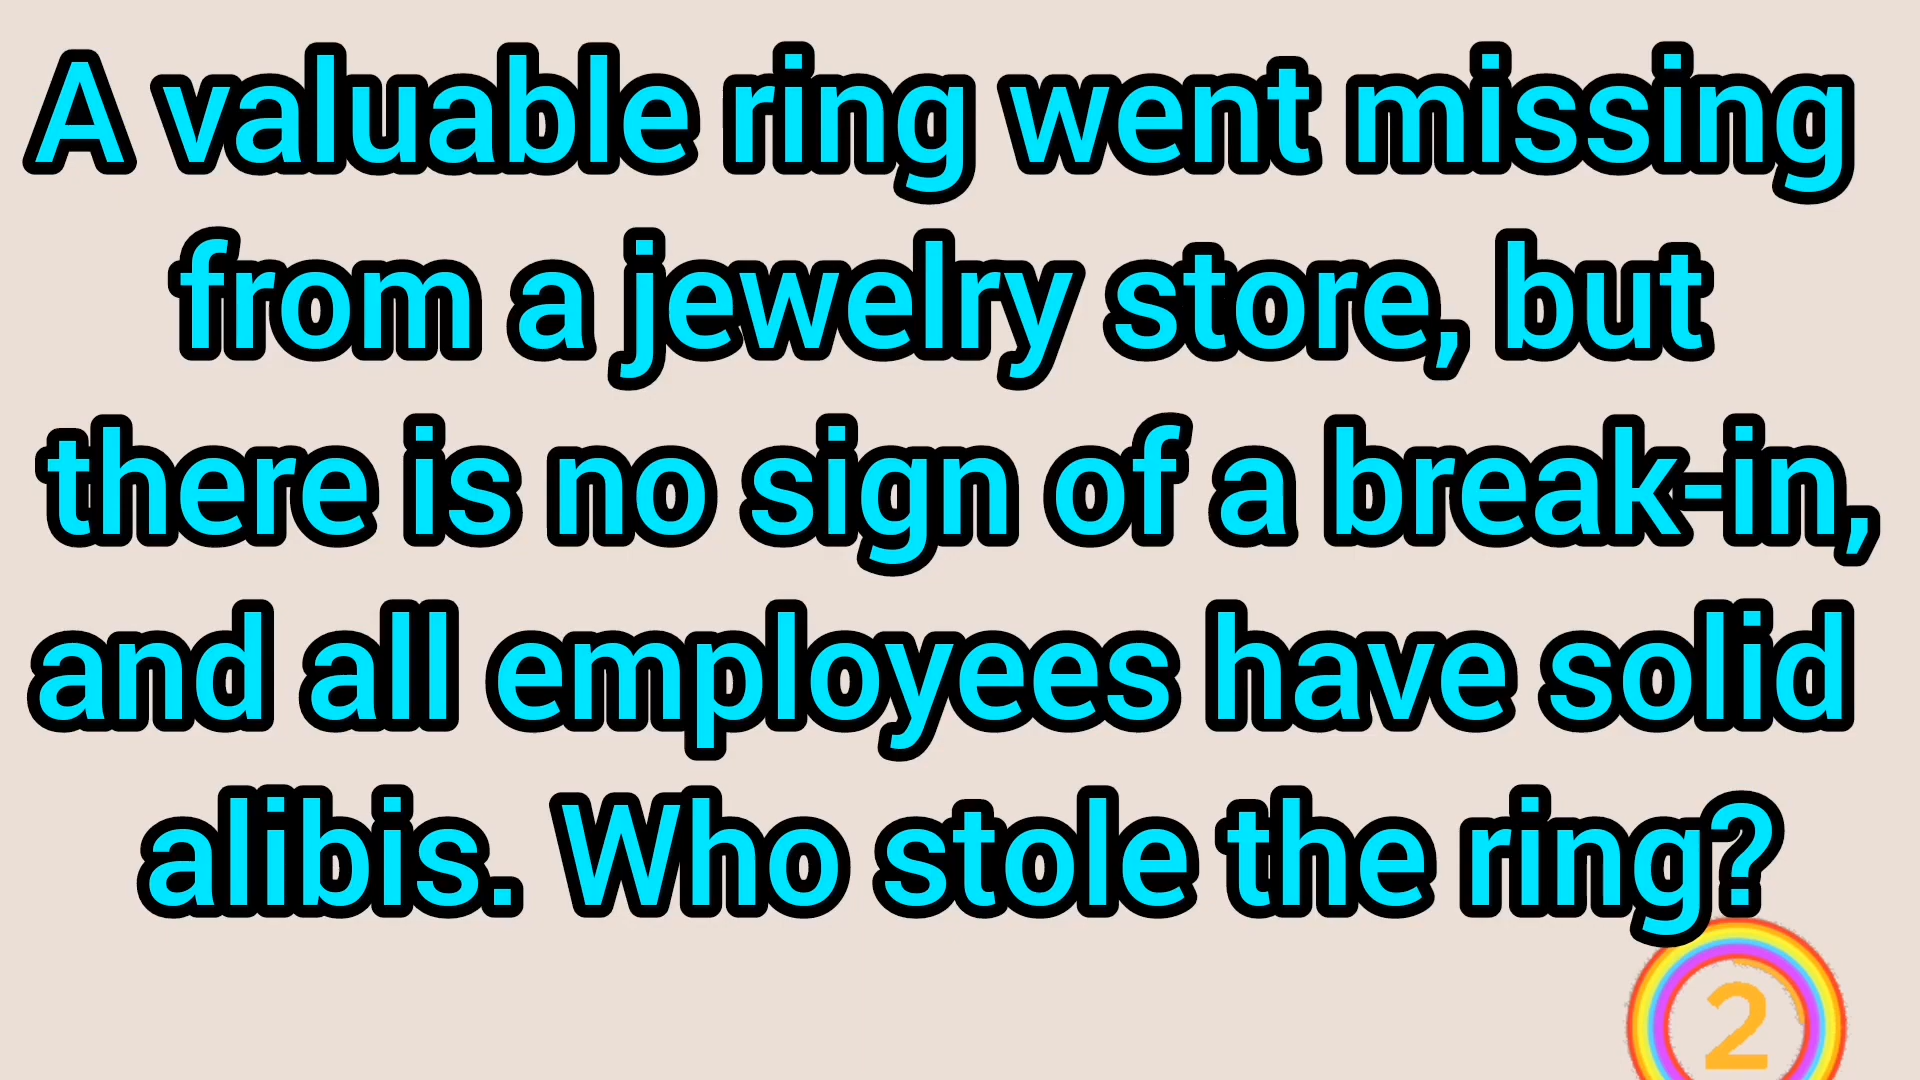 A valuable ring went missing
from a jewelry store, but
there is no sign of a break-in,
and all employees have solid
alibis. Who stole the ring?
2